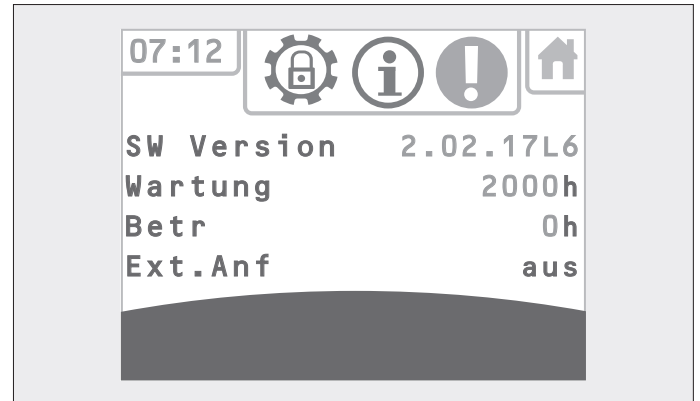 07:12
SW Version 2.02.17L6
Wartung 2000h
Betr 0h
Ext.Anf aus